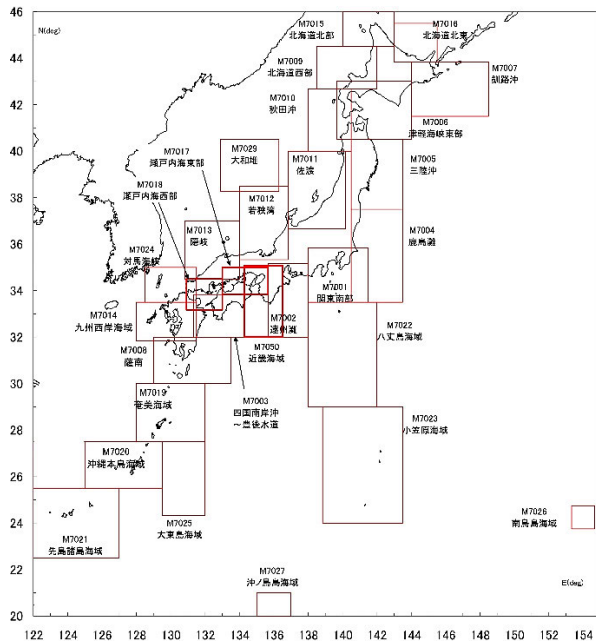 46
N(deg)
M7015
北海道北部
M7016
北海道北東
44
M7009
北海道西部
M7007
釧路沖
M7010
秋田沖
42
M7006
津軽海峡東部
M7017
瀬戸内海東部
M7029
大和堆
M7011
佐渡
M7005
三陸沖
40
M7018
瀬戸内海西部
38
M7012
若狭湾
M7013
隠岐
M7004
鹿島灘
36
M7024
対馬海峡
M7001
関東南部
34
M7014
九州西岸海域
M7002
遠州灘
M7022
八丈島海域
32
M7008
薩南
M7050
近畿海域
30
M7019
奄美海域
M7003
四国南岸沖
～豊後水道
M7023
小笠原海域
28
M7020
沖縄本島海域
26
M7021
先島諸島海域
M7025
大東島海域
M7026
南鳥島海域
24
22
M7027
沖ノ鳥島海域
E(deg)
20
122 124 126 128 130 132 134 136 138 140 142 144 146 148 150 152 154